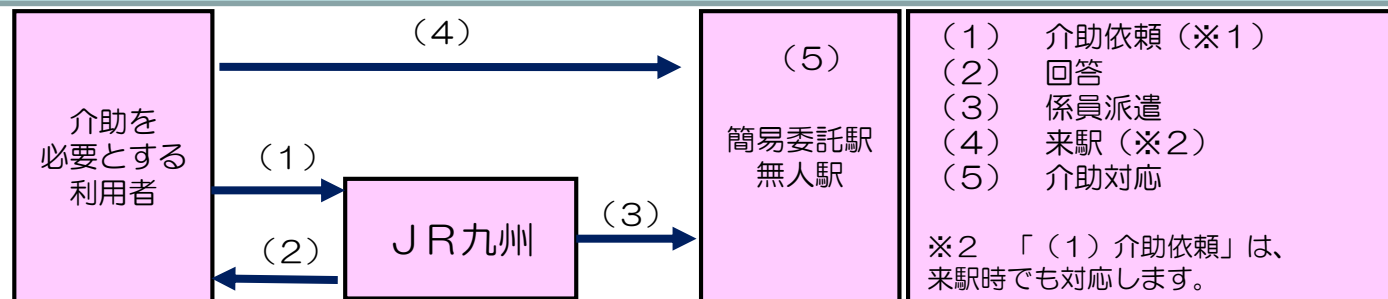 介助を
必要とする
利用者
（４）
（１）
（２）
ＪＲ九州
（３）
（５）
簡易委託駅
無人駅
（１）　介助依頼（※１）
（２）　回答
（３）　係員派遣
（４）　来駅（※２）
（５）　介助対応
※２　「（１）介助依頼」は、
来駅時でも対応します。